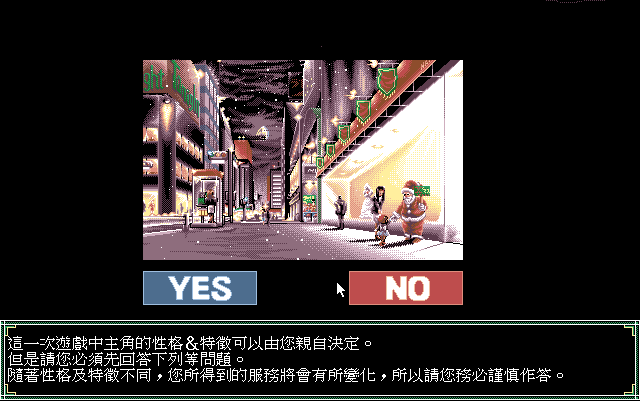 YES
NO
這一次遊戲中主角的性格&特徵可以由您親自決定。
但是請您必須先回答下列等問題。
隨著性格及特徵不同，您所得到的服務將會有所變化，所以請您務必謹慎作答。